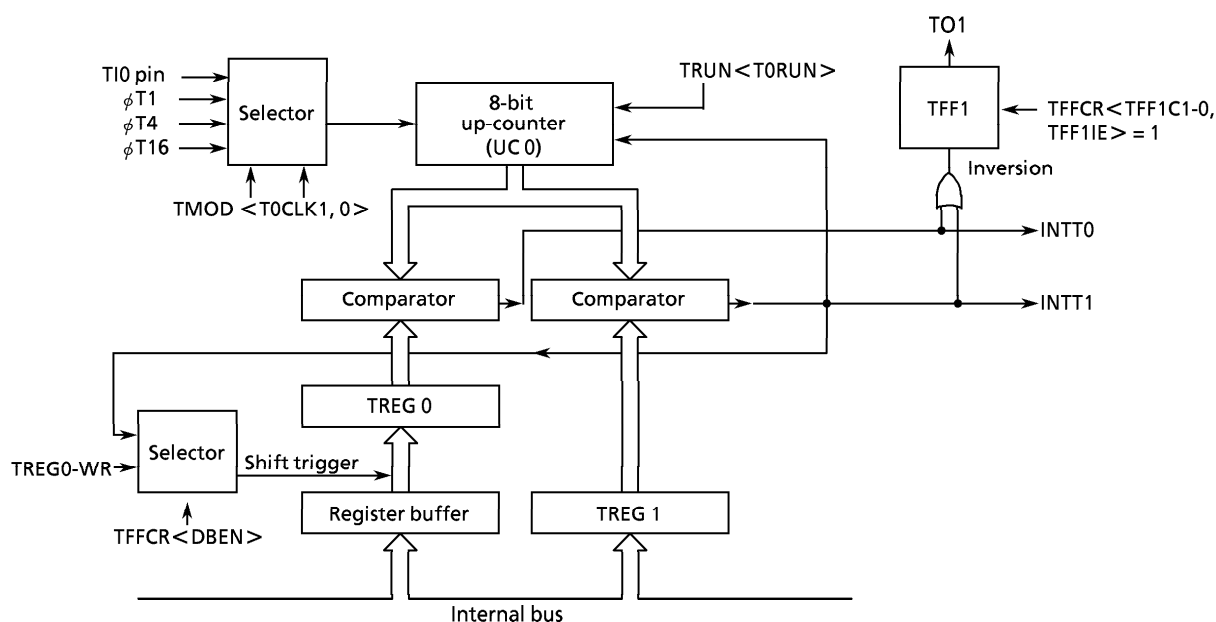 TO1
TI0 pin
φT1
φT4
φT16
Selector
8-bit
up-counter
(UC 0)
TRUN<T0RUN>
TFF1
TFFCR<TFF1C1-0,
TFF1IE> = 1
Inversion
TMOD <T0CLK1, 0>
INTT0
Comparator
Comparator
INTT1
TREG 0
Selector
TREG0-WR
Shift trigger
Register buffer
TREG 1
TFFCR<DBEN>
Internal bus